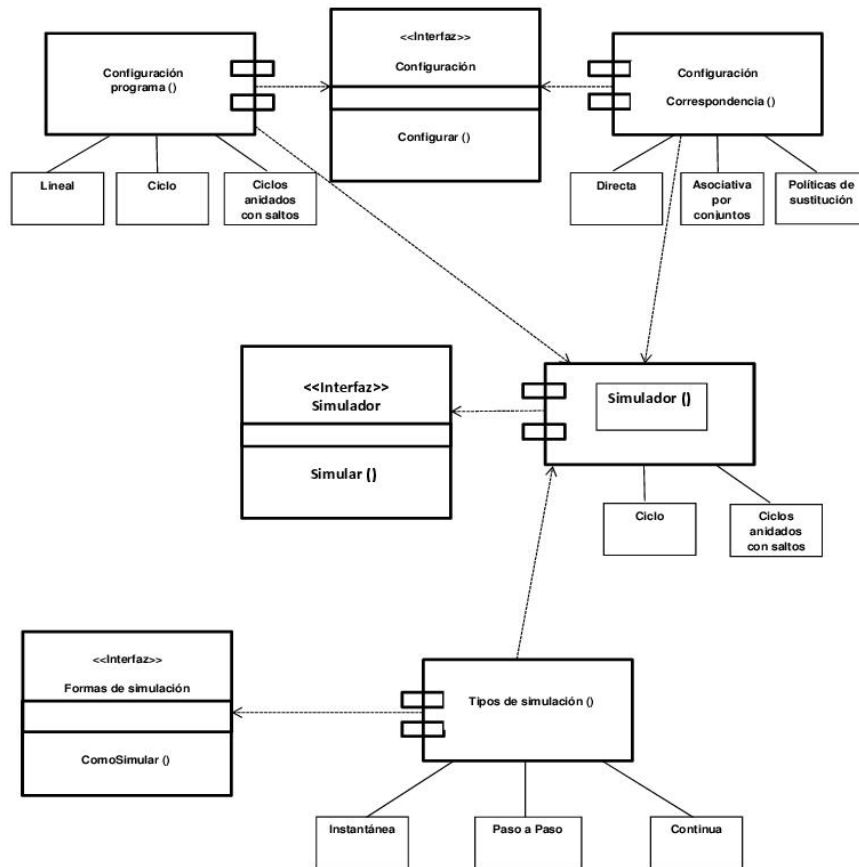 Configuración
programa ()
<<Interfaz>>
Configuración
Configurar ()
Configuración
Correspondencia ()
Lineal
Ciclo
Ciclos
anidados
con saltos
Directa
Asociativa
por
conjuntos
Políticas de
sustitución
<<Interfaz>>
Simulador
Simular ()
Simulador ()
Ciclo
Ciclos
anidados
con saltos
<<Interfaz>>
Formas de simulación
ComoSimular ()
Tipos de simulación ()
Instantánea
Paso a Paso
Continua